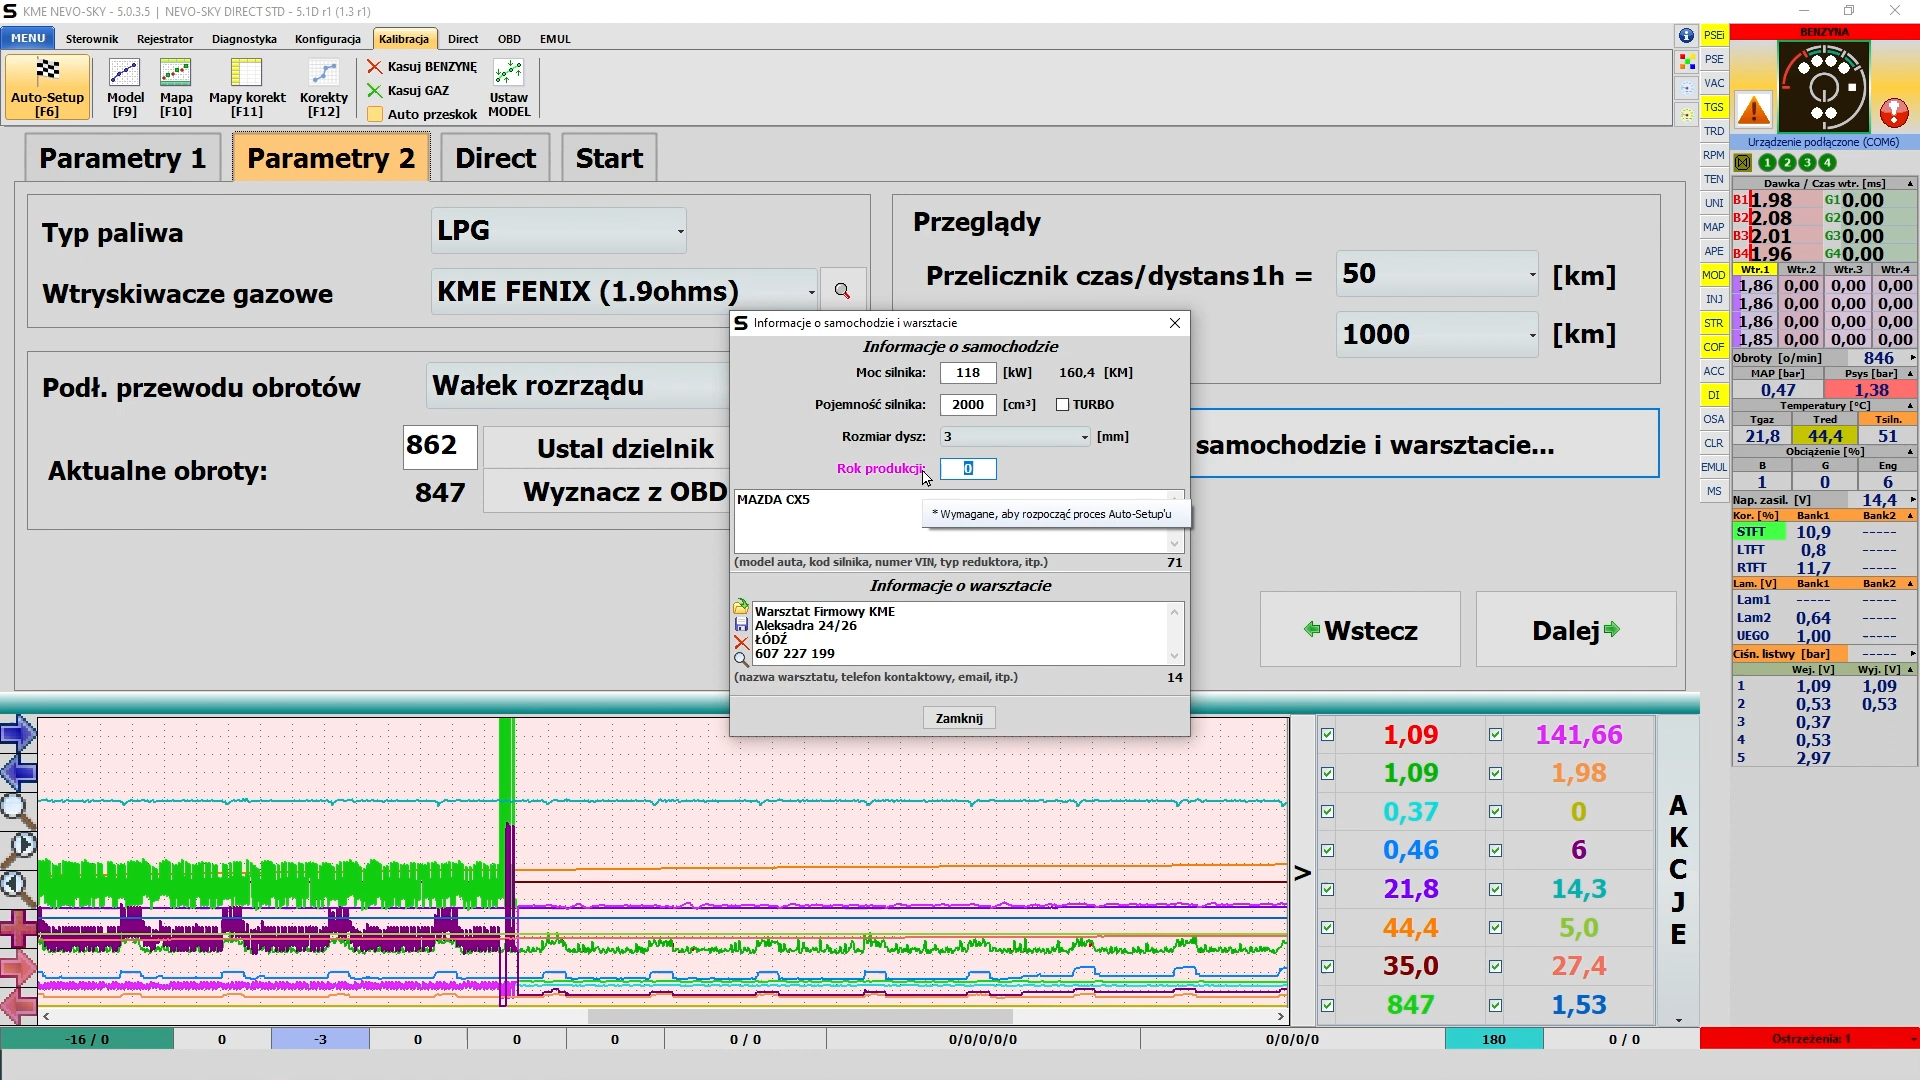 KME NEVO-SKY - 5.0.3.5 | NEVO-SKY DIRECT STD - 5.1D r1 (1.3 r1)
MENU Sterownik Rejestrator Diagnostyka Konfiguracja Kalibracja Direct OBD EMUL
Auto-Setup [F6]
Model [F9]
Mapa [F10]
Mapy korekt [F11]
Korekty [F12]
Kasuj BENZYNĘ
Kasuj GAZ
Auto przeskok
Ustaw MODEL
Parametry 1 Parametry 2 Direct Start
Typ paliwa LPG
Wtryskiwacze gazowe KME FENIX (1.9ohms)
Przeglądy
Przelicznik czas/dystans1h = 50 [km]
1000 [km]
Podł. przewodu obrotów Wałek rozrządu
Aktualne obroty: 862 Ustal dzielnik
847 Wyznacz z OBD
samochodzie i warsztacie...
Wstecz Dalej
Informacje o samochodzie i warsztacie
Informacje o samochodzie
Moc silnika: 118 [kW] 160,4 [KM]
Pojemność silnika: 2000 [cm³] TURBO
Rozmiar dysz: 3 [mm]
Rok produkcji: 0
MAZDA CX5
* Wymagane, aby rozpocząć proces Auto-Setup'u
(model auta, kod silnika, numer VIN, typ reduktora, itp.) 71
Informacje o warsztacie
Warsztat Firmowy KME
Aleksadra 24/26
ŁÓDŹ
607 227 199
(nazwa warsztatu, telefon kontaktowy, email, itp.) 14
Zamknij
1,09 141,66
1,09 1,98
0,37 0
0,46 6
21,8 14,3
44,4 5,0
35,0 27,4
847 1,53
>
A
K
C
J
E
-16 / 0 0 -3 0 0 0 0 / 0 0/0/0/0/0 0/0/0/0 180 0 / 0
PSEi
PSE
VAC
TGS
TRD
RPM
TEN
UNI
MAP
APE
MOD
INJ
STR
COF
ACC
DI
OSA
CLR
EMUL
MS
BENZYNA
Urządzenie podłączone (COM6)
1 2 3 4
Dawka / Czas wtr. [ms]
B1 1,98 G1 0,00
B2 2,08 G2 0,00
B3 2,01 G3 0,00
B4 1,96 G4 0,00
Wtr.1 Wtr.2 Wtr.3 Wtr.4
1,86 0,00 0,00 0,00
1,86 0,00 0,00 0,00
1,86 0,00 0,00 0,00
1,85 0,00 0,00 0,00
Obroty [o/min] 846
MAP [bar] Psys [bar]
0,47 1,38
Temperatury [°C]
Tgaz Tred Tsiln.
21,8 44,4 51
Obciążenie [%]
B G Eng
1 0 6
Nap. zasil. [V] 14,4
Kor. [%] Bank1 Bank2
STFT 10,9 -----
LTFT 0,8 -----
RTFT 11,7 -----
Lam. [V] Bank1 Bank2
Lam1 ----- -----
Lam2 0,64 -----
UEGO 1,00 -----
Ciśn. listwy [bar] -----
Wej. [V] Wyj. [V]
1 1,09 1,09
2 0,53 0,53
3 0,37
4 0,53
5 2,97
Ostrzeżenia: 1